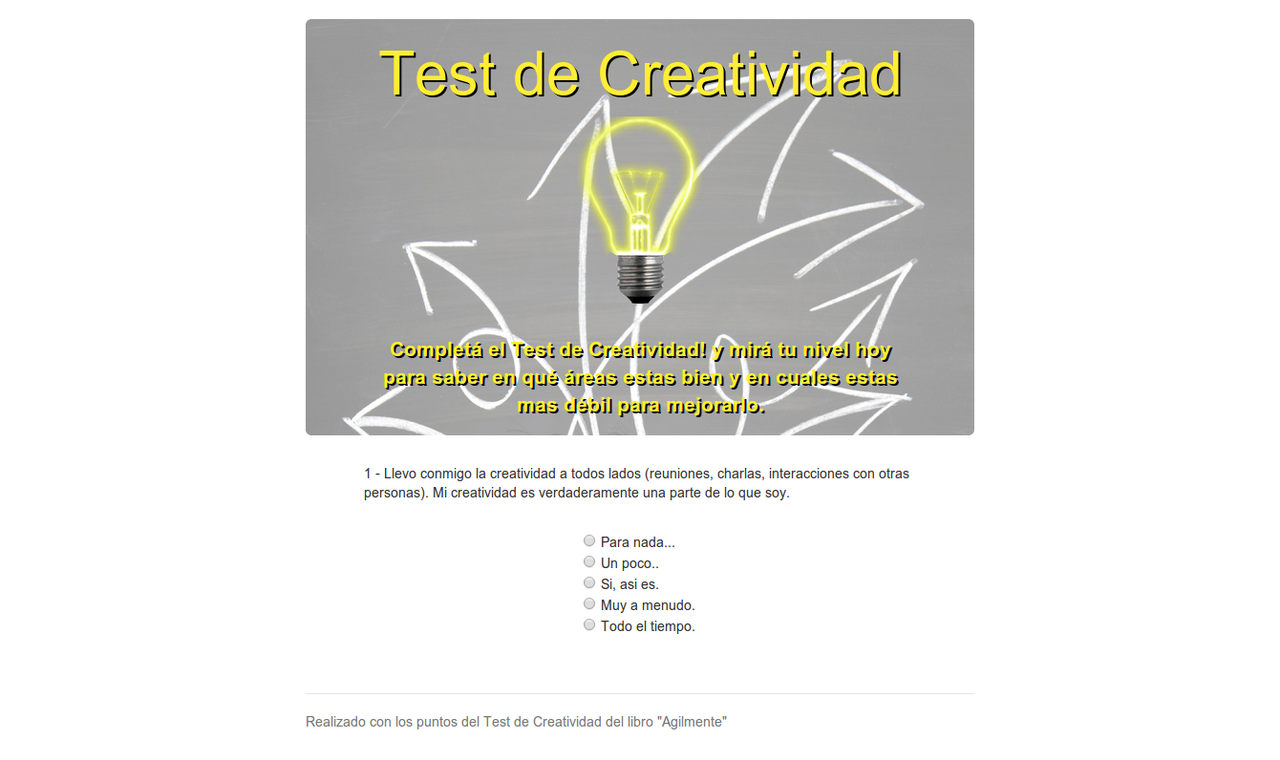 Test de Creatividad
Completá el Test de Creatividad! y mirá tu nivel hoy
para saber en qué áreas estas bien y en cuales estas
mas débil para mejorarlo.
1 - Llevo conmigo la creatividad a todos lados (reuniones, charlas, interacciones con otras
personas). Mi creatividad es verdaderamente una parte de lo que soy.
Para nada...
Un poco..
Si, asi es.
Muy a menudo.
Todo el tiempo.
Realizado con los puntos del Test de Creatividad del libro "Agilmente"